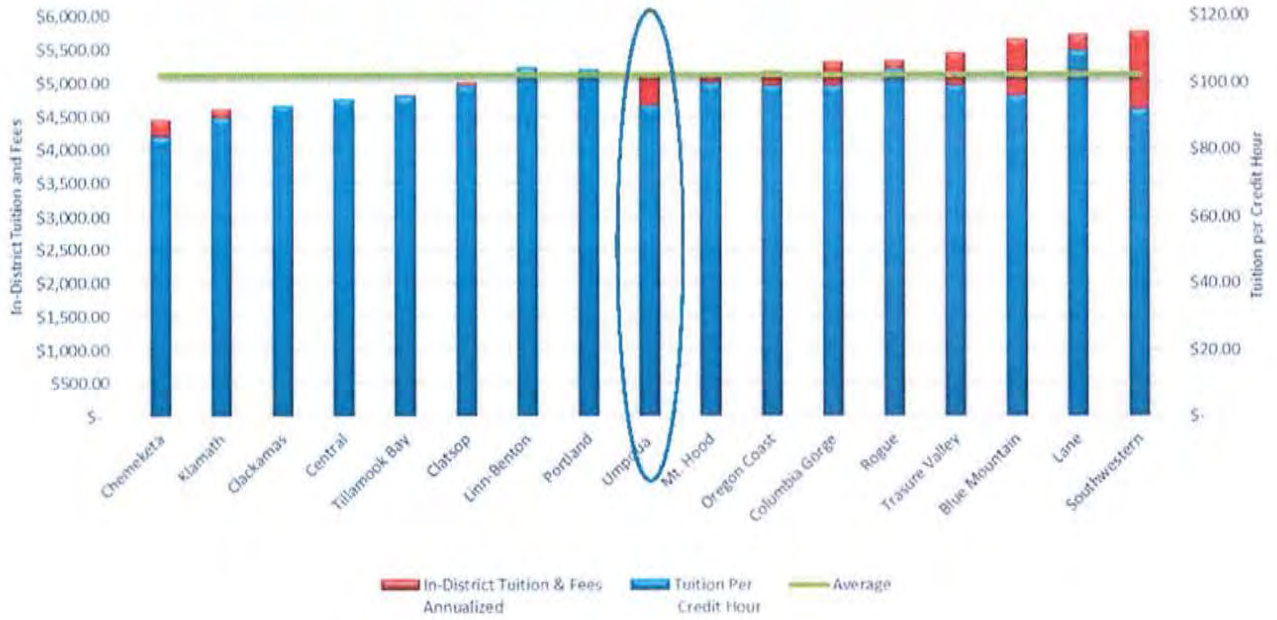 $6,000.00
$5,500.00
$5,000.00
$4,500.00
$4,000.00
$3,500.00
$3,000.00
$2,500.00
$2,000.00
$1,500.00
$1,000.00
$500.00
$-
In-District Tuition and Fees
$120.00
$100.00
$80.00
$60.00
$40.00
$20.00
$-
Tuition per Credit Hour
Chemeketa
Klamath
Clackamas
Central
Tillamook Bay
Clatsop
Linn-Benton
Portland
Umpqua
Mt. Hood
Oregon Coast
Columbia Gorge
Rogue
Trasure Valley
Blue Mountain
Lane
Southwestern
In-District Tuition & Fees
Annualized
Tuition Per
Credit Hour
Average